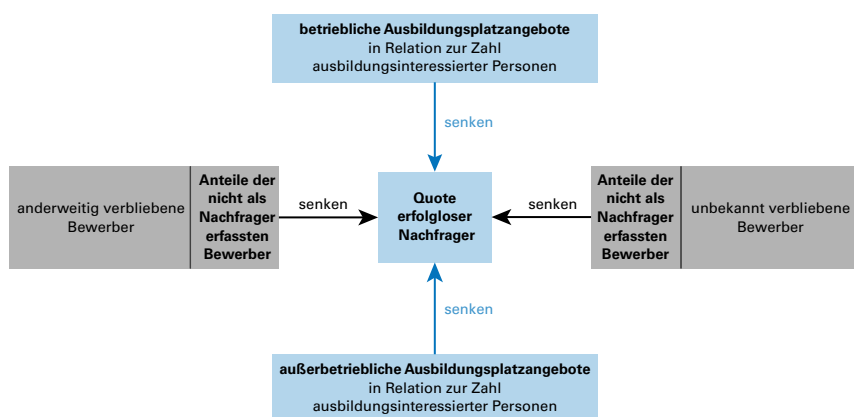 betriebliche Ausbildungsplatzangebote
in Relation zur Zahl
ausbildungsinteressierter Personen
senken
anderweitig verbliebene
Bewerber
Anteile der
nicht als
Nachfrager
erfassten
Bewerber
senken
Quote
erfolgloser
Nachfrager
senken
Anteile der
nicht als
Nachfrager
erfassten
Bewerber
unbekannt verbliebene
Bewerber
senken
außerbetriebliche Ausbildungsplatzangebote
in Relation zur Zahl
ausbildungsinteressierter Personen